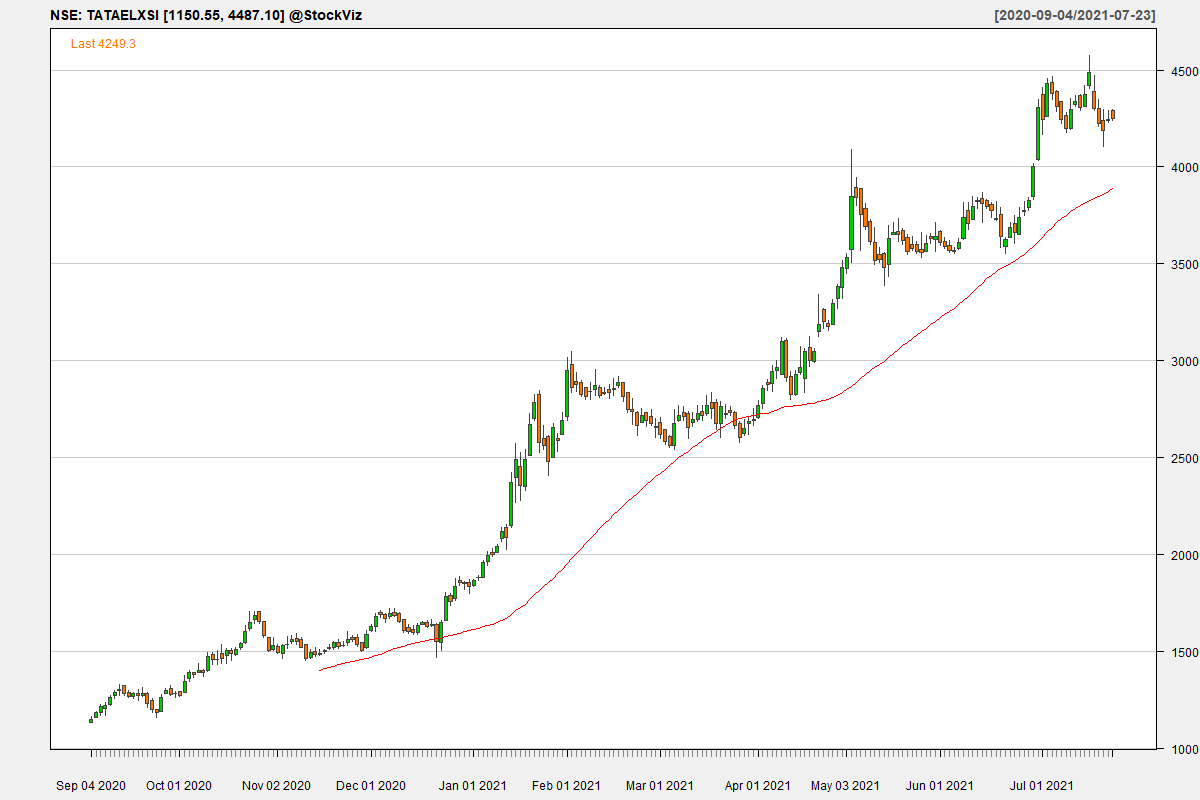 NSE: TATAELXSI [1150.55, 4487.10] @StockViz [2020-09-04/2021-07-23]
Last 4249.3
4500
4000
3500
3000
2500
2000
1500
1000
Sep 04 2020 Oct 01 2020 Nov 02 2020 Dec 01 2020 Jan 01 2021 Feb 01 2021 Mar 01 2021 Apr 01 2021 May 03 2021 Jun 01 2021 Jul 01 2021